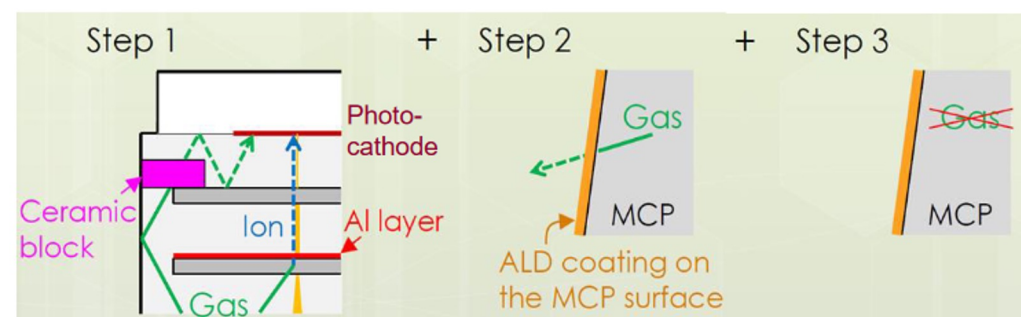 Step 1 + Step 2 + Step 3
Photo-
cathode
Ceramic
block
Ion
Al layer
Gas
Gas
MCP
ALD coating on
the MCP surface
Gas
MCP